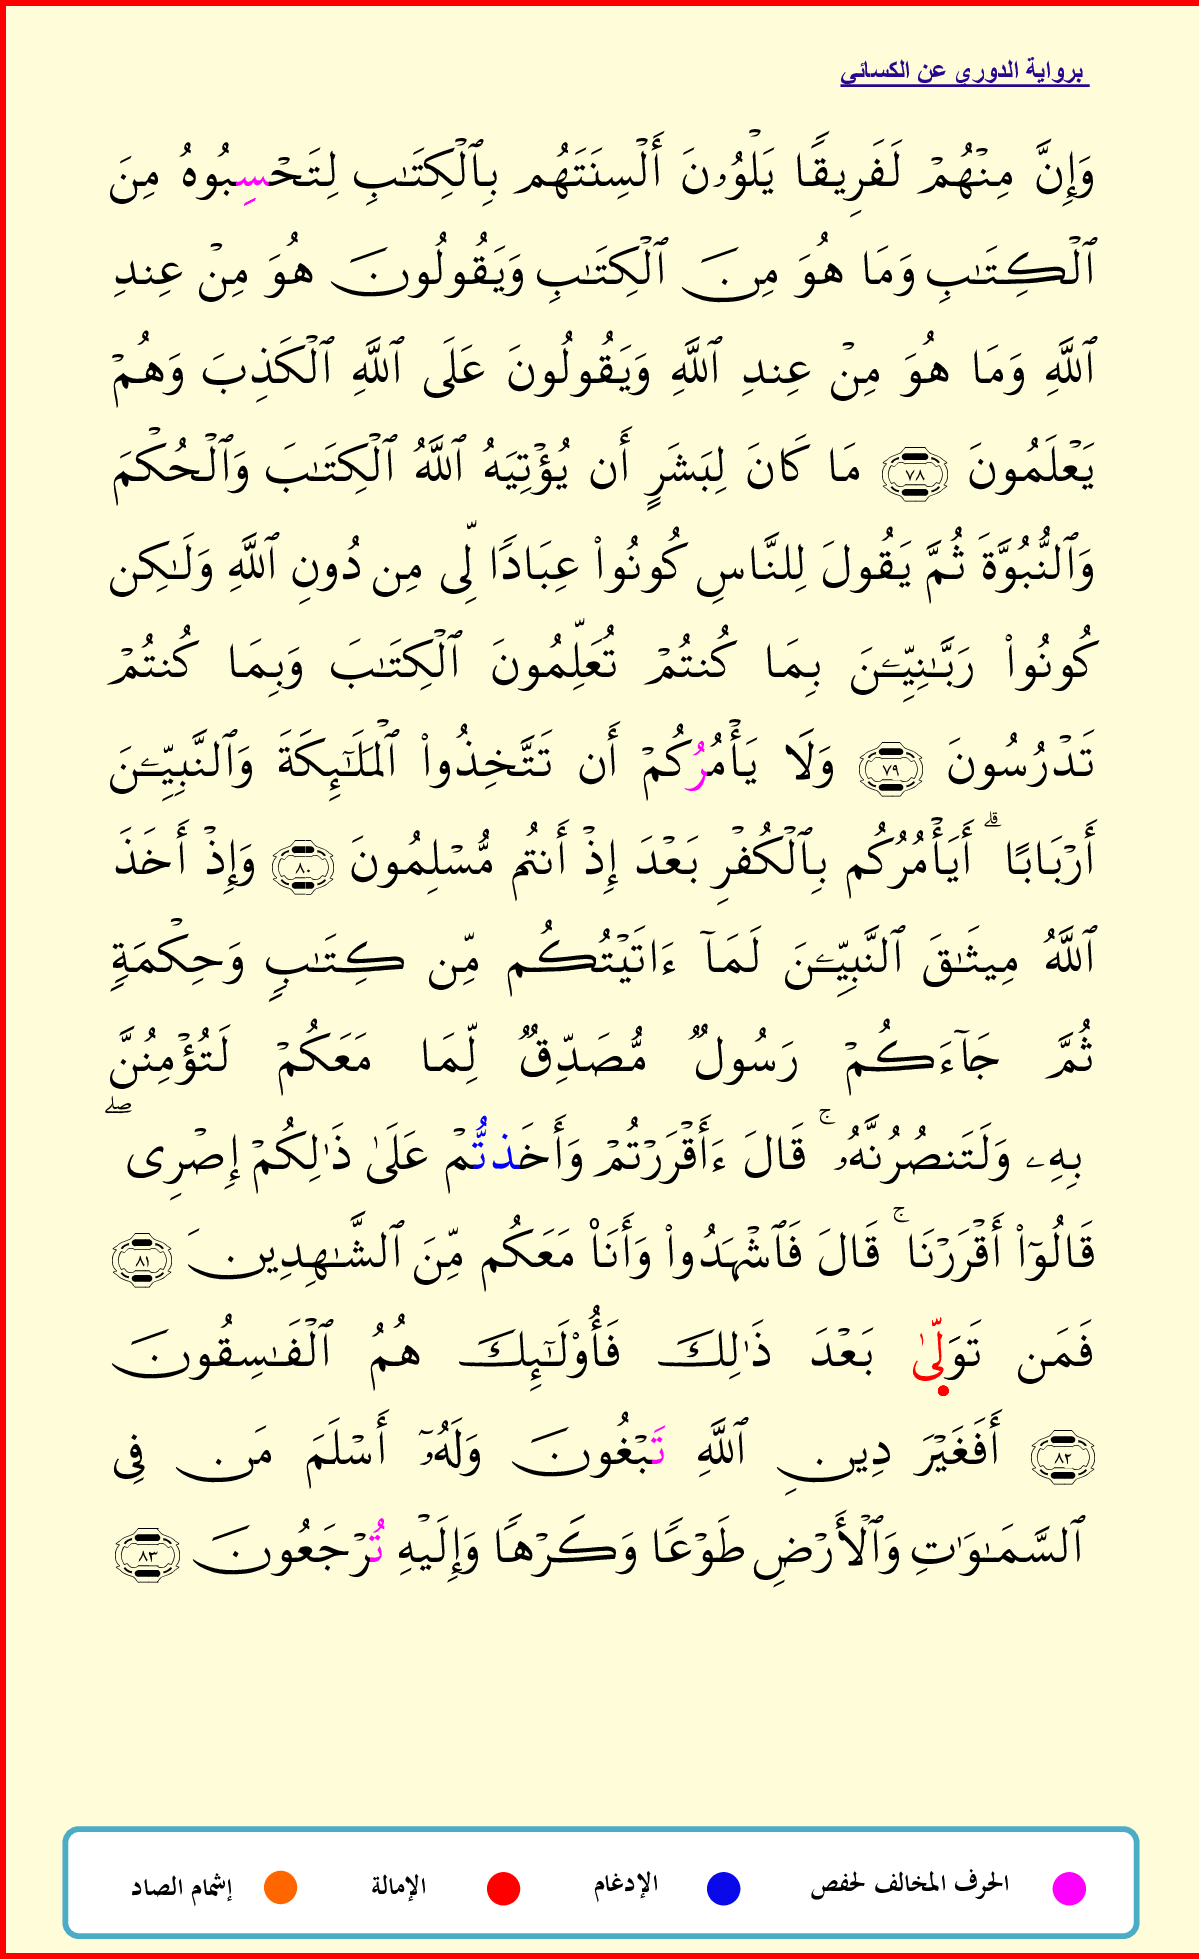 برواية الدوري عن الكسائي
وَإِنَّ مِنْهُمْ لَفَرِيقًا يَلْوُۥنَ أَلْسِنَتَهُم بِٱلْكِتَٰبِ لِتَحْسِبُوهُ مِنَ
ٱلْكِتَٰبِ وَمَا هُوَ مِنَ ٱلْكِتَٰبِ وَيَقُولُونَ هُوَ مِنْ عِندِ
ٱللَّهِ وَمَا هُوَ مِنْ عِندِ ٱللَّهِ وَيَقُولُونَ عَلَى ٱللَّهِ ٱلْكَذِبَ وَهُمْ
يَعْلَمُونَ ٧٨ مَا كَانَ لِبَشَرٍ أَن يُؤْتِيَهُ ٱللَّهُ ٱلْكِتَٰبَ وَٱلْحُكْمَ
وَٱلنُّبُوَّةَ ثُمَّ يَقُولَ لِلنَّاسِ كُونُوا۟ عِبَادًا لِّى مِن دُونِ ٱللَّهِ وَلَٰكِن
كُونُوا۟ رَبَّٰنِيِّـۧنَ بِمَا كُنتُمْ تُعَلِّمُونَ ٱلْكِتَٰبَ وَبِمَا كُنتُمْ
تَدْرُسُونَ ٧٩ وَلَا يَأْمُرُكُمْ أَن تَتَّخِذُوا۟ ٱلْمَلَٰٓئِكَةَ وَٱلنَّبِيِّـۧنَ
أَرْبَابًا ۗ أَيَأْمُرُكُم بِٱلْكُفْرِ بَعْدَ إِذْ أَنتُم مُّسْلِمُونَ ٨٠ وَإِذْ أَخَذَ
ٱللَّهُ مِيثَٰقَ ٱلنَّبِيِّـۧنَ لَمَآ ءَاتَيْتُكُم مِّن كِتَٰبٍ وَحِكْمَةٍ
ثُمَّ جَآءَكُمْ رَسُولٌ مُّصَدِّقٌ لِّمَا مَعَكُمْ لَتُؤْمِنُنَّ
بِهِۦ وَلَتَنصُرُنَّهُۥ ۚ قَالَ ءَأَقْرَرْتُمْ وَأَخَذتُّمْ عَلَىٰ ذَٰلِكُمْ إِصْرِى ۖ
قَالُوٓا۟ أَقْرَرْنَا ۚ قَالَ فَٱشْهَدُوا۟ وَأَنَا۠ مَعَكُم مِّنَ ٱلشَّٰهِدِينَ ٨١
فَمَن تَوَلِّىٰ بَعْدَ ذَٰلِكَ فَأُو۟لَٰٓئِكَ هُمُ ٱلْفَٰسِقُونَ
٨٢ أَفَغَيْرَ دِينِ ٱللَّهِ تَبْغُونَ وَلَهُۥٓ أَسْلَمَ مَن فِى
ٱلسَّمَٰوَٰتِ وَٱلْأَرْضِ طَوْعًا وَكَرْهًا وَإِلَيْهِ تُرْجَعُونَ ٨٣
الحرف المخالف لحفص الإدغام الإمالة إشمام الصاد